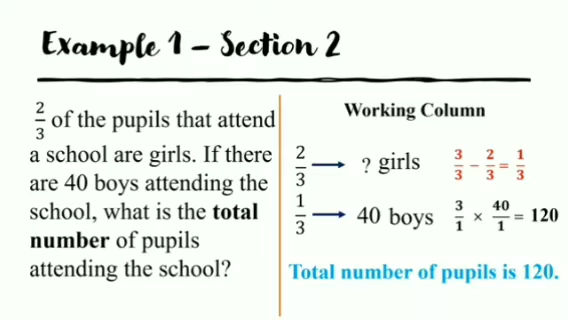 Example 1 – Section 2
2/3 of the pupils that attend
a school are girls. If there
are 40 boys attending the
school, what is the total
number of pupils
attending the school?
Working Column
2/3 → ? girls 3/3 − 2/3 = 1/3
1/3 → 40 boys 3/1 × 40/1 = 120
Total number of pupils is 120.